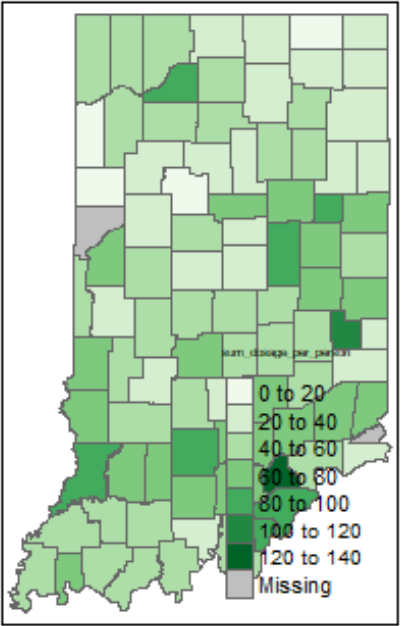 sum_dosage_per_person
0 to 20
20 to 40
40 to 60
60 to 80
80 to 100
100 to 120
120 to 140
Missing